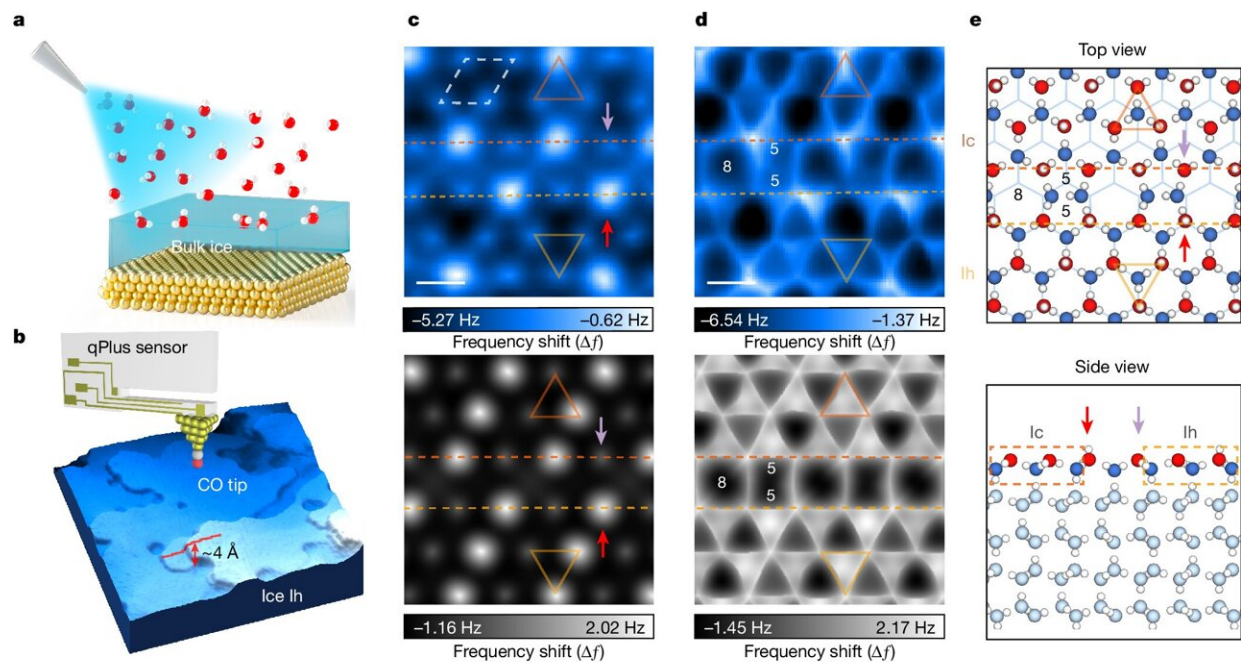 a
Bulk ice
b
qPlus sensor
CO tip
~4 Å
Ice Ih
c
–5.27 Hz –0.62 Hz
Frequency shift (Δf)
5
8
5
–1.16 Hz 2.02 Hz
Frequency shift (Δf)
d
5
8
5
–6.54 Hz –1.37 Hz
Frequency shift (Δf)
5
8
5
–1.45 Hz 2.17 Hz
Frequency shift (Δf)
e
Top view
Ic
5
8
5
Ih
Side view
Ic Ih